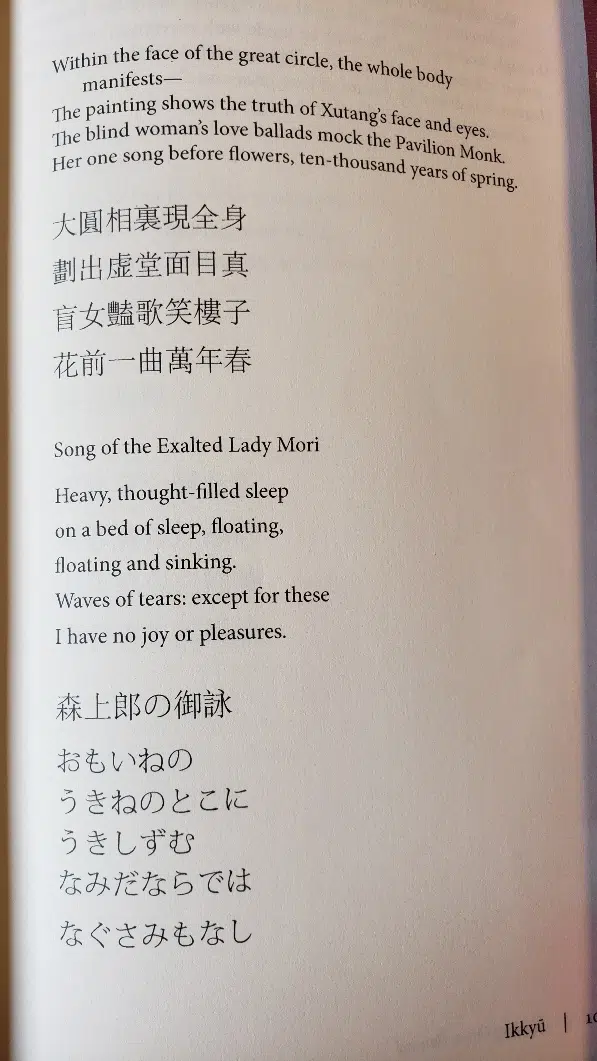 Within the face of the great circle, the whole body
manifests—
The painting shows the truth of Xutang's face and eyes.
The blind woman's love ballads mock the Pavilion Monk.
Her one song before flowers, ten-thousand years of spring.
大圓相裏現全身
劃出虚堂面目真
盲女豔歌笑樓子
花前一曲萬年春
Song of the Exalted Lady Mori
Heavy, thought-filled sleep
on a bed of sleep, floating,
floating and sinking.
Waves of tears: except for these
I have no joy or pleasures.
森上郎の御詠
おもいねの
うきねのとこに
うきしずむ
なみだならでは
なぐさみもなし
Ikkyū |